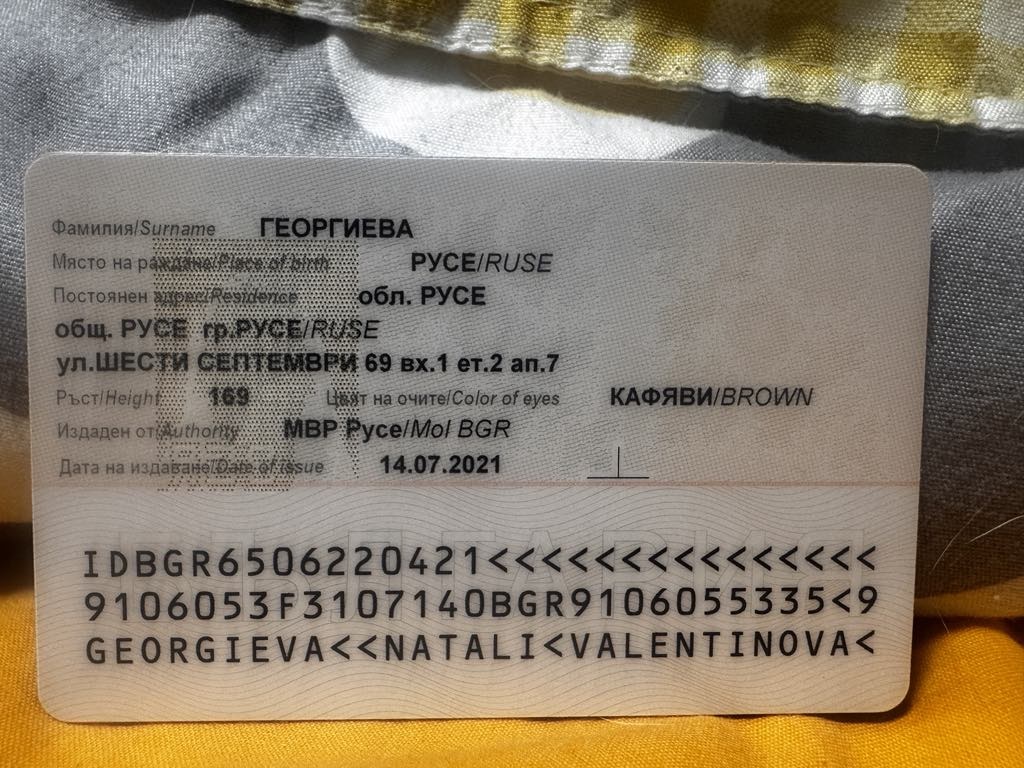 Фамилия/Surname ГЕОРГИЕВА
Място на раждане/Place of birth РУСЕ/RUSE
Постоянен адрес/Residence обл. РУСЕ
общ. РУСЕ гр.РУСЕ/RUSE
ул.ШЕСТИ СЕПТЕМВРИ 69 вх.1 ет.2 ап.7
Ръст/Height 169 Цвят на очите/Color of eyes КАФЯВИ/BROWN
Издаден от/Authority МВР Русе/MoI BGR
Дата на издаване/Date of issue 14.07.2021
БЪЛГАРИЯ
IDBGR6506220421<<<<<<<<<<<<<<<
9106053F3107140BGR9106055335<9
GEORGIEVA<<NATALI<VALENTINOVA<